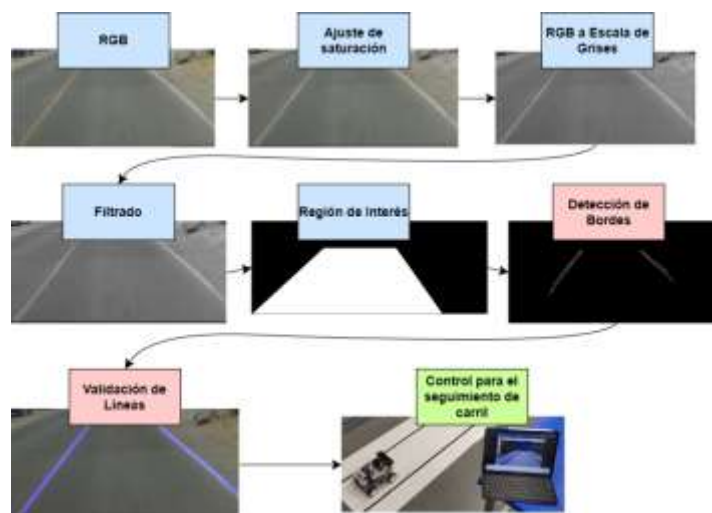 RGB
Ajuste de
saturación
RGB a Escala de
Grises
Filtrado
Región de Interés
Detección de
Bordes
Validación de
Líneas
Control para el
seguimiento de
carril